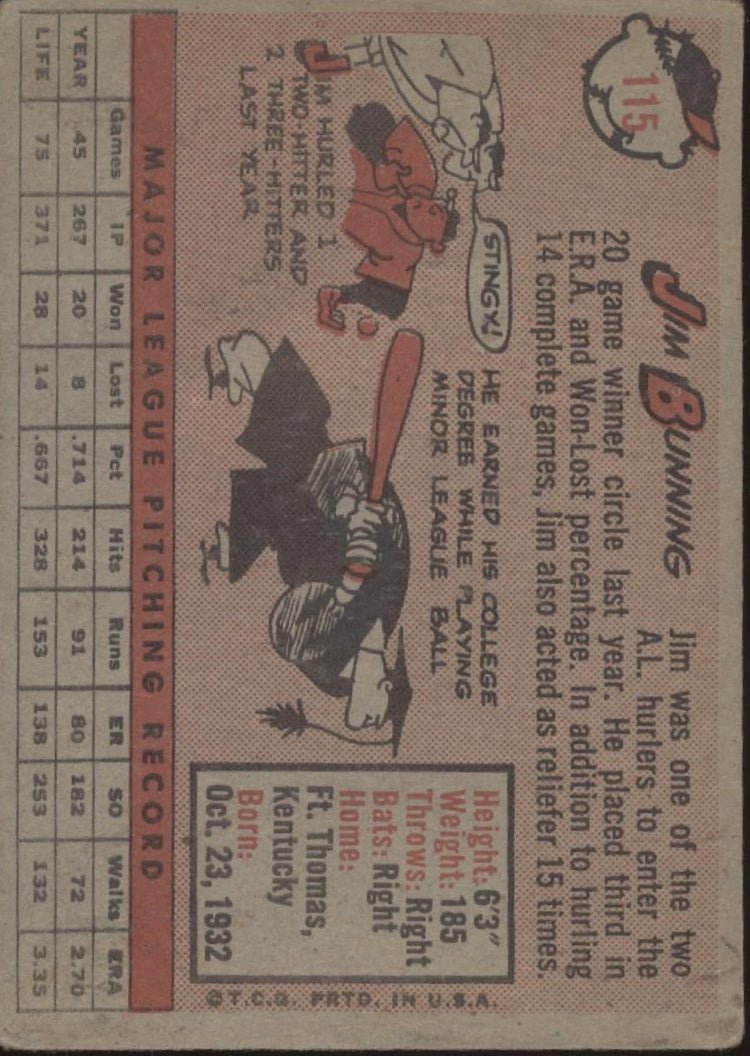 115
JIM BUNNING
Jim was one of the two
A.L. hurlers to enter the
20 game winner circle last year. He placed third in
E.R.A. and Won-Lost percentage. In addition to hurling
14 complete games, Jim also acted as reliefer 15 times.
STINGY!
JIM HURLED 1
TWO-HITTER AND
2 THREE-HITTERS
LAST YEAR
HE EARNED HIS COLLEGE
DEGREE WHILE PLAYING
MINOR LEAGUE BALL
Height: 6'3"
Weight: 185
Throws: Right
Bats: Right
Home:
Ft. Thomas,
Kentucky
Born:
Oct. 23, 1932
©T.C.G. PRTD. IN U.S.A.
MAJOR LEAGUE PITCHING RECORD
Games IP Won Lost Pct Hits Runs ER SO Walks ERA
YEAR 45 267 20 8 .714 214 91 80 182 72 2.70
LIFE 75 371 28 14 .667 328 153 138 253 132 3.35